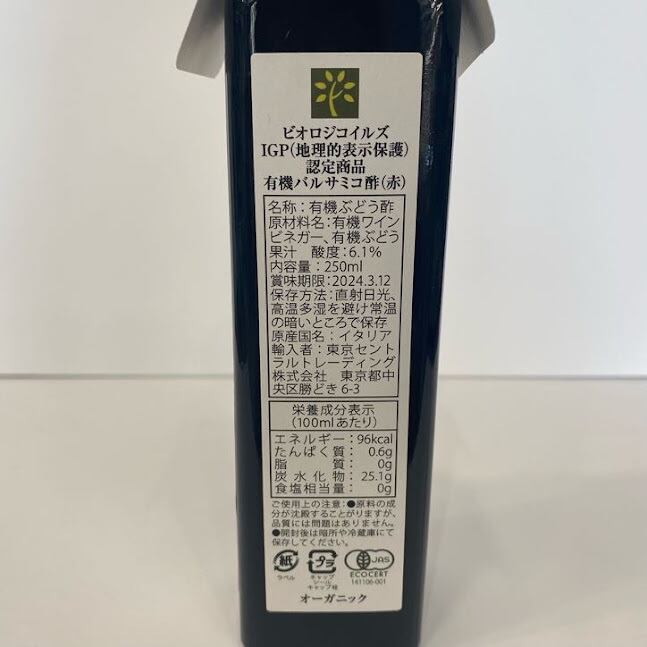 ビオロジコイルズ
IGP(地理的表示保護)
認定商品
有機バルサミコ酢(赤)
名称：有機ぶどう酢
原材料名：有機ワイン
ビネガー、有機ぶどう
果汁　酸度：6.1%
内容量：250ml
賞味期限：2024.3.12
保存方法：直射日光、
高温多湿を避け常温
の暗いところで保存
原産国名：イタリア
輸入者：東京セント
ラルトレーディング
株式会社　東京都中
央区勝どき6-3
栄養成分表示
(100mlあたり)
エネルギー：96kcal
たんぱく質：0.6g
脂質：0g
炭水化物：25.1g
食塩相当量：0g
ご使用上の注意：●原料の成
分が沈殿することがりますが、
品質には問題はありません。
●開封後は暗所や冷蔵庫にて
保存してください。
紙 プラ JAS
ラベル
キャップ
シール
キャップ栓
ECOCERT
141106-001
オーガニック